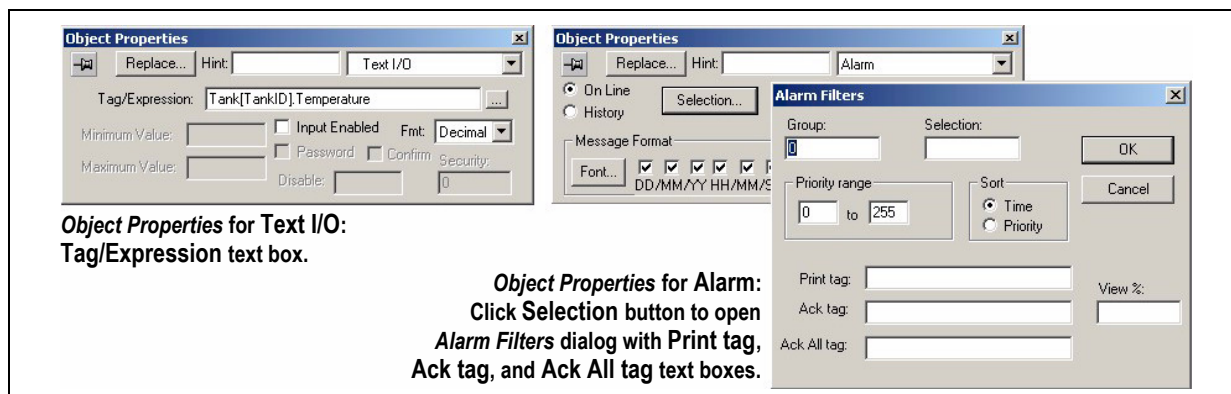 Object Properties
Replace... Hint: Text I/O
Tag/Expression: Tank[TankID].Temperature ...
Minimum Value: Input Enabled Fmt: Decimal
Password Confirm Security:
Maximum Value: Disable: 0
Object Properties for Text I/O:
Tag/Expression text box.
Object Properties
Replace... Hint: Alarm
On Line
Selection...
History
Message Format
Font...
DD/MM/YY HH/MM/S
Object Properties for Alarm:
Click Selection button to open
Alarm Filters dialog with Print tag,
Ack tag, and Ack All tag text boxes.
Alarm Filters
Group: Selection:
0 OK
Priority range Sort Cancel
0 to 255 Time
Priority
Print tag: View %:
Ack tag:
Ack All tag: